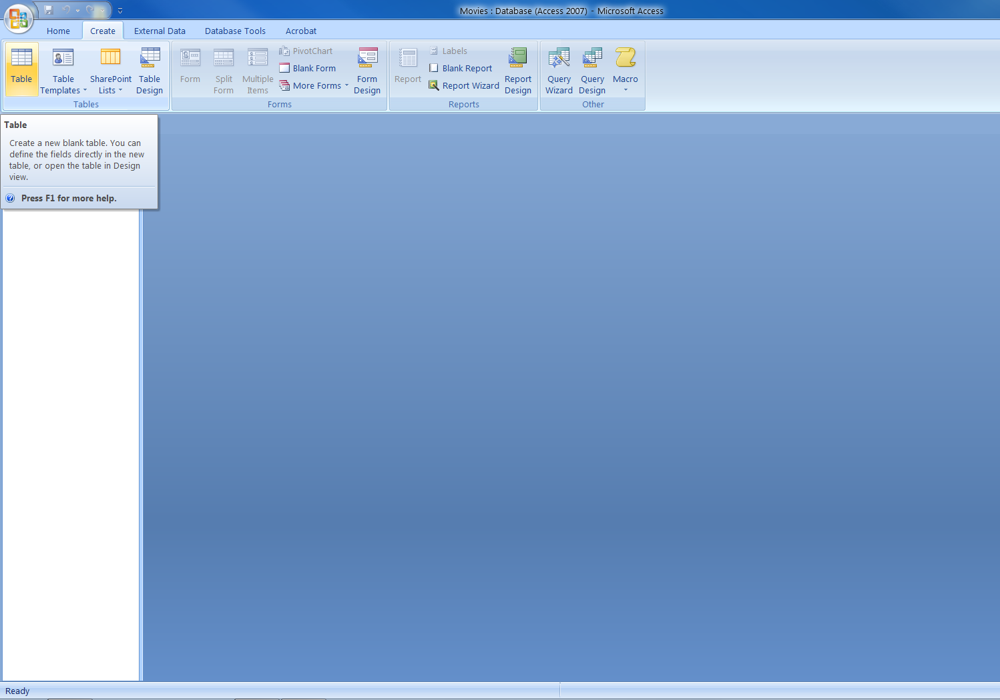 Movies : Database (Access 2007) - Microsoft Access
Home Create External Data Database Tools Acrobat
Table
Table
Templates
SharePoint
Lists
Table
Design
Tables
Form
Split
Form
Multiple
Items
PivotChart
Blank Form
More Forms
Form
Design
Forms
Report
Labels
Blank Report
Report Wizard
Report
Design
Reports
Query
Wizard
Query
Design
Macro
Other
Table
Create a new blank table. You can
define the fields directly in the new
table, or open the table in Design
view.
Press F1 for more help.
Ready